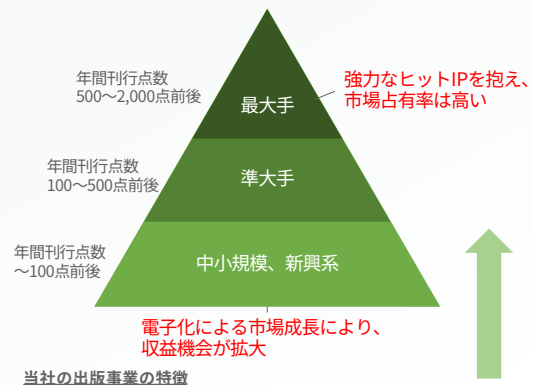 年間刊行点数
500〜2,000点前後
最大手
強力なヒットIPを抱え、
市場占有率は高い
年間刊行点数
100〜500点前後
準大手
年間刊行点数
〜100点前後
中小規模、新興系
電子化による市場成長により、
収益機会が拡大
当社の出版事業の特徴